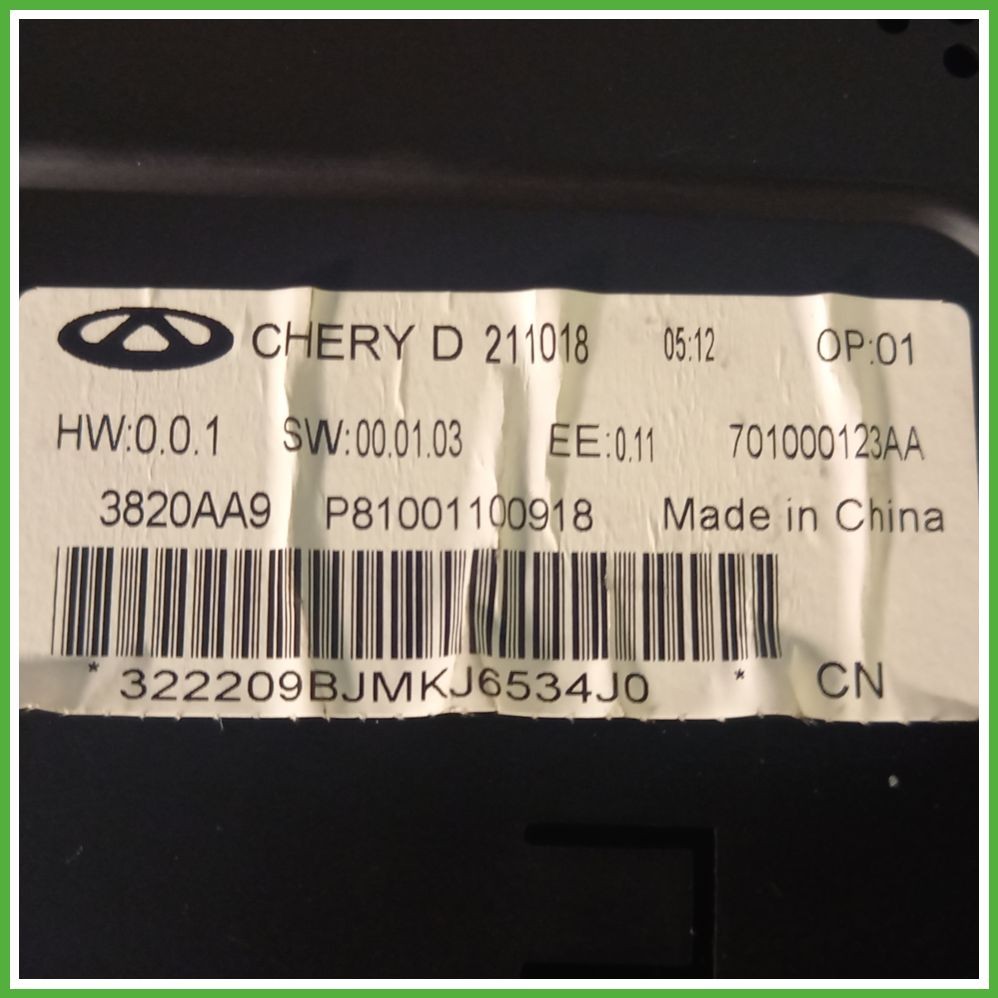 CHERY D 211018 05:12 OP:01
HW:0.0.1 SW:00.01.03 EE:0.11 701000123AA
3820AA9 P81001100918 Made in China
*322209BJMKJ6534J0 * CN